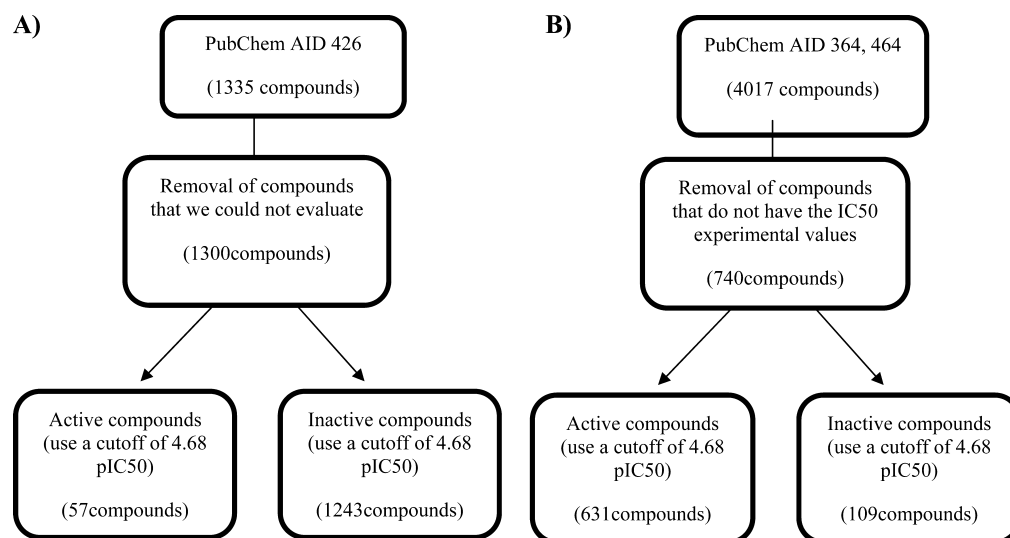 A)
PubChem AID 426
(1335 compounds)
Removal of compounds
that we could not evaluate
(1300compounds)
Active compounds
(use a cutoff of 4.68
pIC50)
(57compounds)
Inactive compounds
(use a cutoff of 4.68
pIC50)
(1243compounds)
B)
PubChem AID 364, 464
(4017 compounds)
Removal of compounds
that do not have the IC50
experimental values
(740compounds)
Active compounds
(use a cutoff of 4.68
pIC50)
(631compounds)
Inactive compounds
(use a cutoff of 4.68
pIC50)
(109compounds)